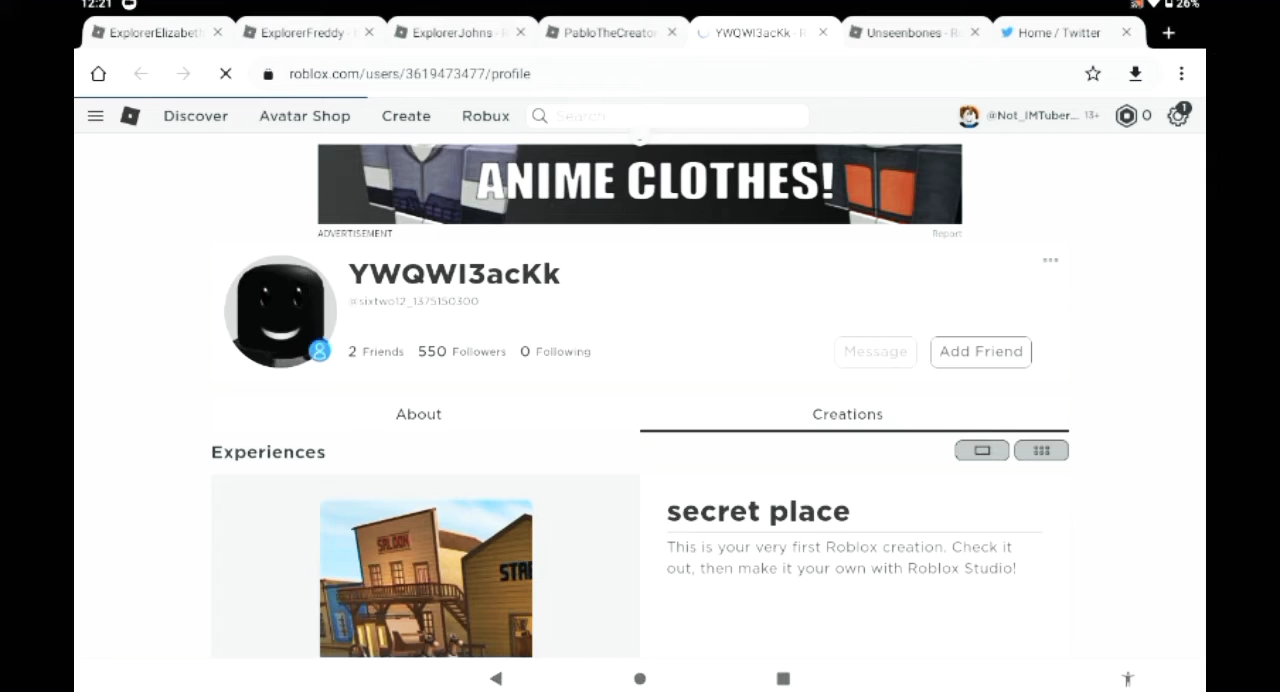 12:21 26%
ExplorerElizabeth ExplorerFreddy - ExplorerJohns - R PabloTheCreator YWQWI3acKk - R Unseenbones - R Home / Twitter
roblox.com/users/3619473477/profile
Discover Avatar Shop Create Robux Search @Not_IMTuber... 13+ 0 1
ANIME CLOTHES!
ADVERTISEMENT Report
YWQWI3acKk
@sixtwo12_1375150300
2 Friends 550 Followers 0 Following Message Add Friend
About Creations
Experiences
SALOON
STAB
secret place
This is your very first Roblox creation. Check it
out, then make it your own with Roblox Studio!